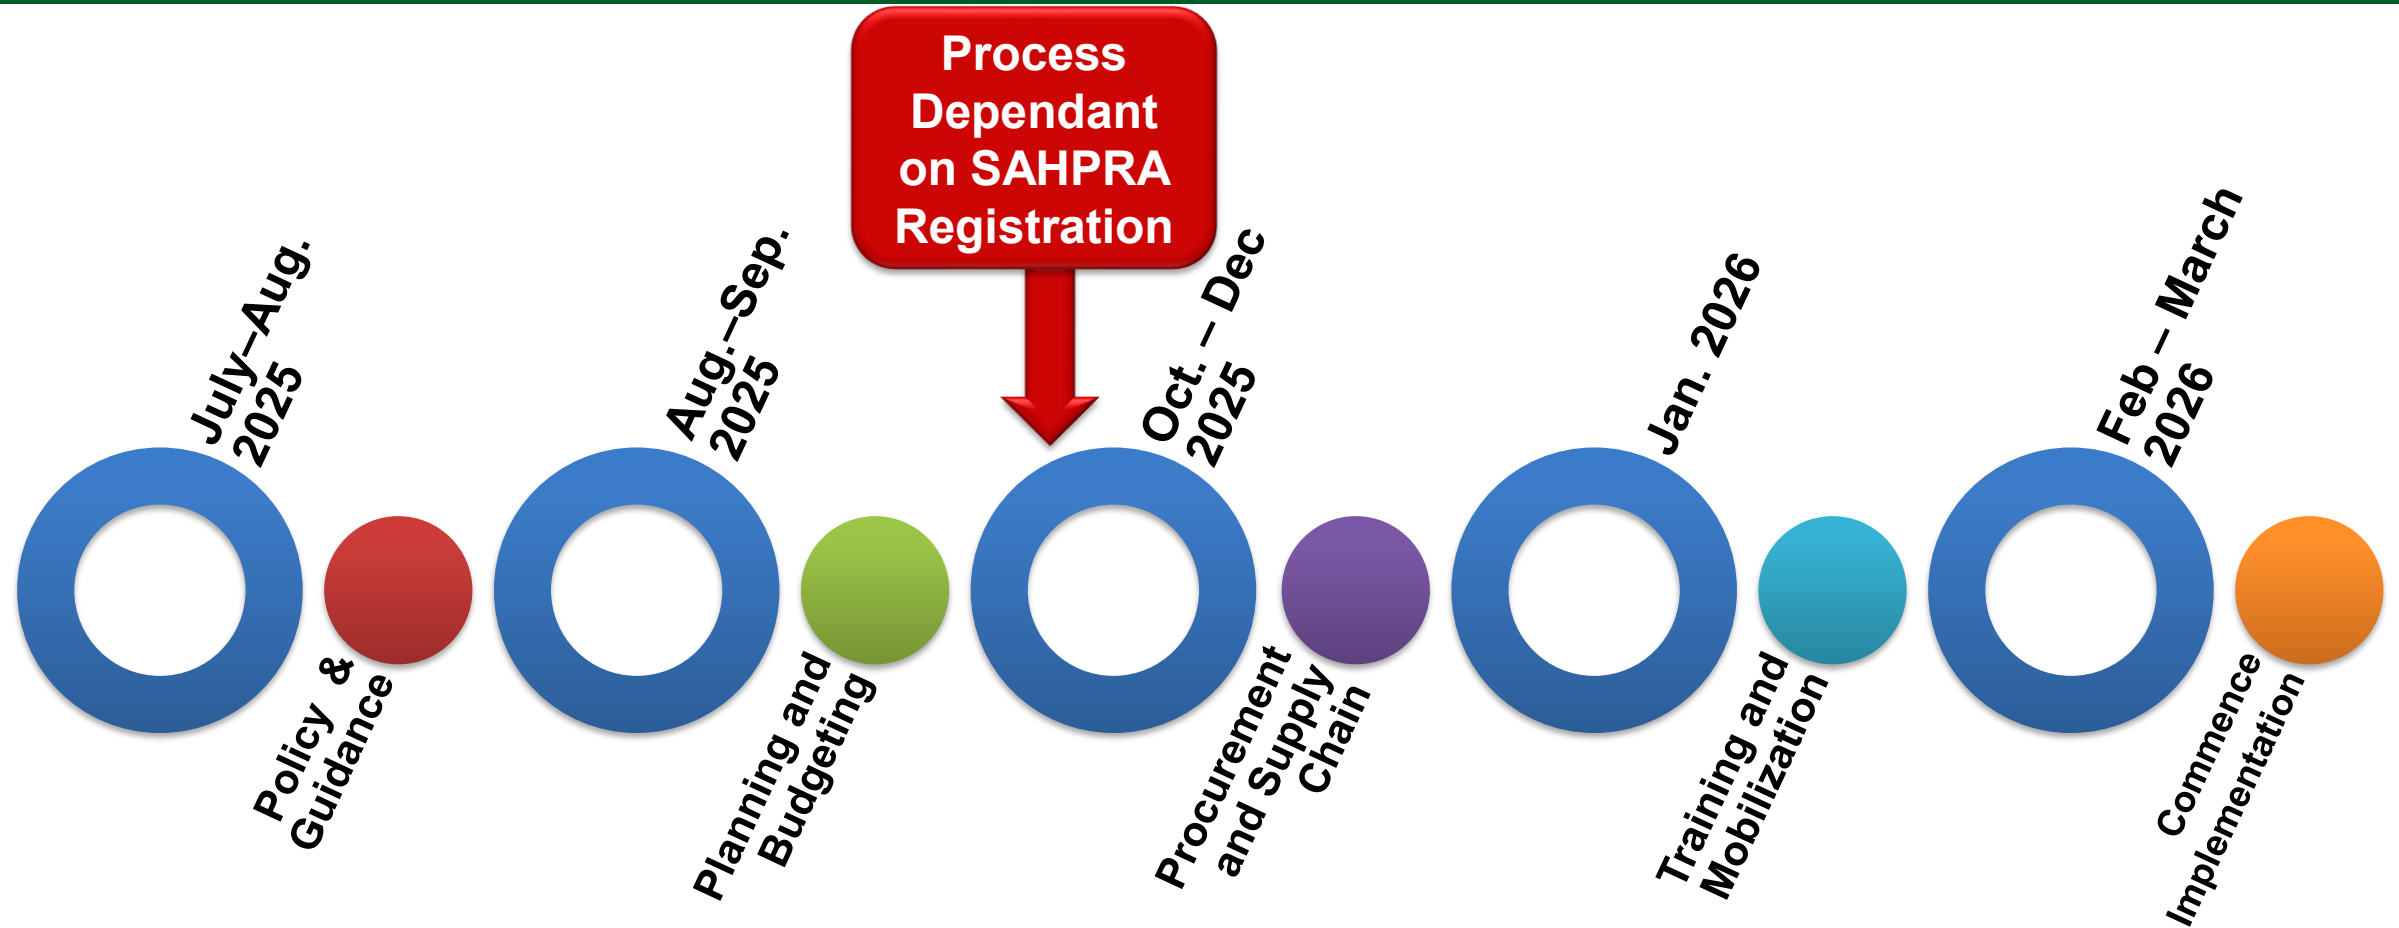 Process
Dependant
on SAHPRA
Registration
July–Aug.
2025
Policy &
Guidance
Aug.–Sep.
2025
Planning and
Budgeting
Oct. – Dec
2025
Procurement
and Supply
Chain
Jan. 2026
Training and
Mobilization
Feb – March
2026
Commence
Implementation